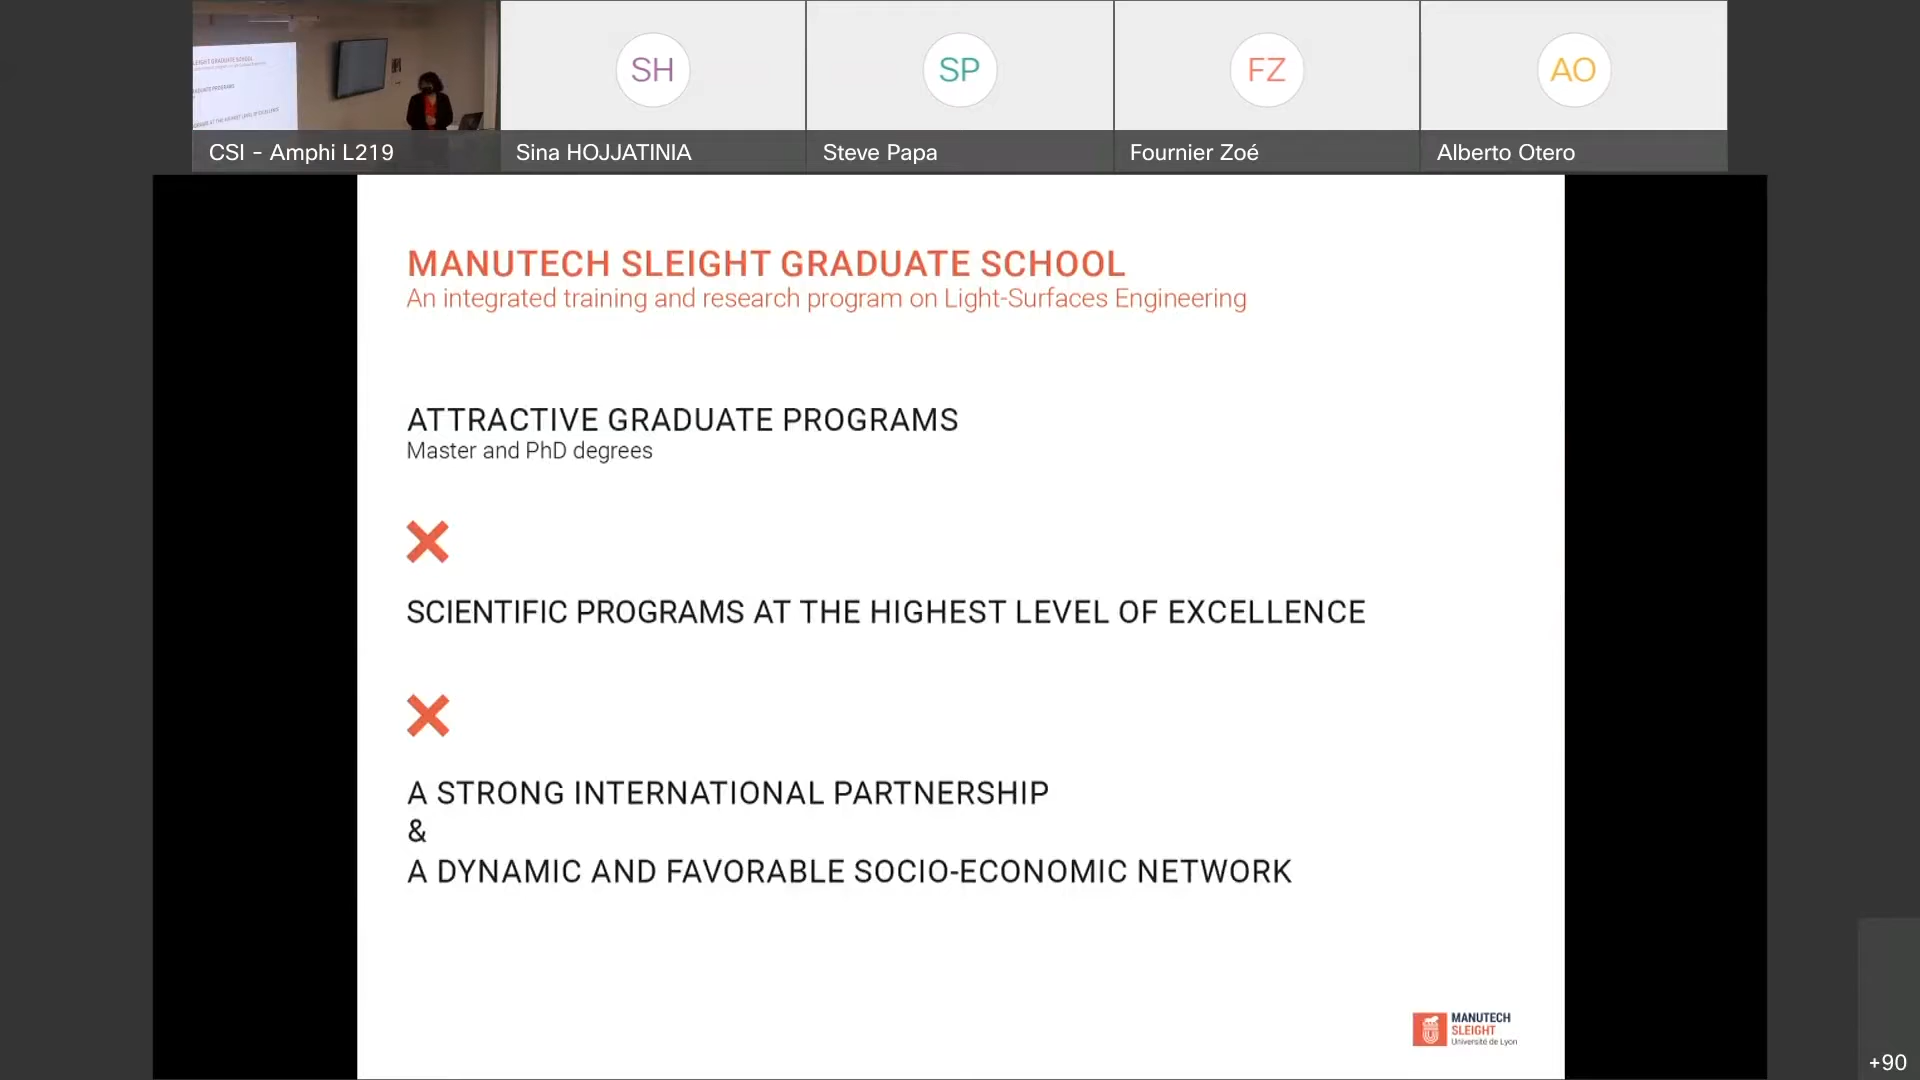 SH
SP
FZ
AO
CSI - Amphi L219
Sina HOJJATINIA
Steve Papa
Fournier Zoé
Alberto Otero
MANUTECH SLEIGHT GRADUATE SCHOOL
An integrated training and research program on Light-Surfaces Engineering
ATTRACTIVE GRADUATE PROGRAMS
Master and PhD degrees
SCIENTIFIC PROGRAMS AT THE HIGHEST LEVEL OF EXCELLENCE
A STRONG INTERNATIONAL PARTNERSHIP
&
A DYNAMIC AND FAVORABLE SOCIO-ECONOMIC NETWORK
MANUTECH
SLEIGHT
Université de Lyon
+90